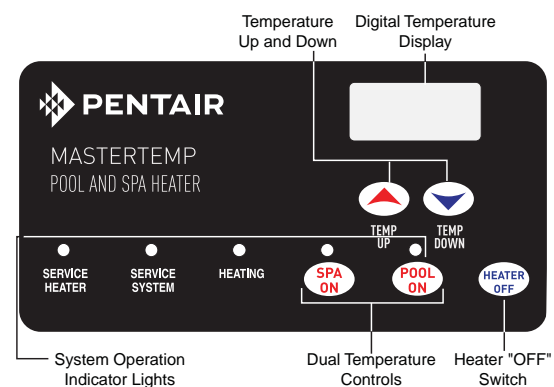 Temperature
Up and Down
Digital Temperature
Display
PENTAIR
MASTERTEMP
POOL AND SPA HEATER
TEMP
UP
TEMP
DOWN
SERVICE
HEATER
SERVICE
SYSTEM
HEATING
SPA
ON
POOL
ON
HEATER
OFF
System Operation
Indicator Lights
Dual Temperature
Controls
Heater "OFF"
Switch